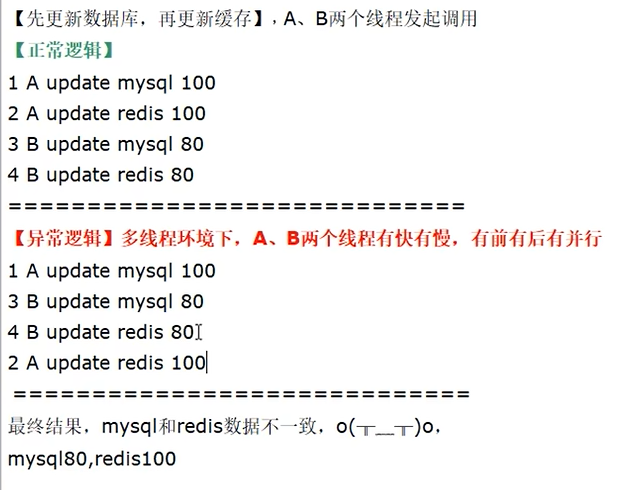 【先更新数据库，再更新缓存】，A、B两个线程发起调用
【正常逻辑】
1 A update mysql 100
2 A update redis 100
3 B update mysql 80
4 B update redis 80
=============================
【异常逻辑】多线程环境下，A、B两个线程有快有慢，有前有后有并行
1 A update mysql 100
3 B update mysql 80
4 B update redis 80
2 A update redis 100
=============================
最终结果，mysql和redis数据不一致，o(╥﹏╥)o，
mysql80,redis100